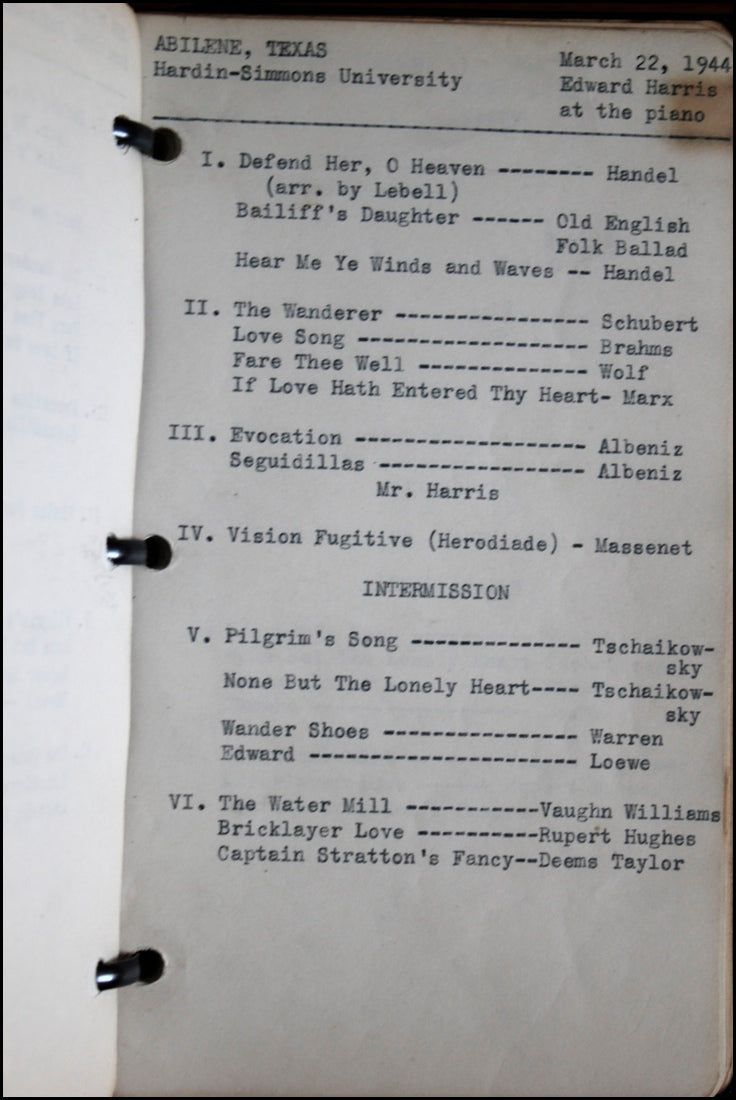 ABILENE, TEXAS
Hardin-Simmons University
March 22, 1944
Edward Harris
at the piano
I. Defend Her, O Heaven -------- Handel
(arr. by Lebell)
Bailiff's Daughter ------ Old English
Folk Ballad
Hear Me Ye Winds and Waves -- Handel
II. The Wanderer ---------------- Schubert
Love Song ------------------- Brahms
Fare Thee Well -------------- Wolf
If Love Hath Entered Thy Heart- Marx
III. Evocation ------------------- Albeniz
Seguidillas ----------------- Albeniz
Mr. Harris
IV. Vision Fugitive (Herodiade) - Massenet
INTERMISSION
V. Pilgrim's Song -------------- Tschaikow-
sky
None But The Lonely Heart---- Tschaikow-
sky
Wander Shoes ---------------- Warren
Edward ---------------------- Loewe
VI. The Water Mill -----------Vaughn Williams
Bricklayer Love ----------Rupert Hughes
Captain Stratton's Fancy--Deems Taylor